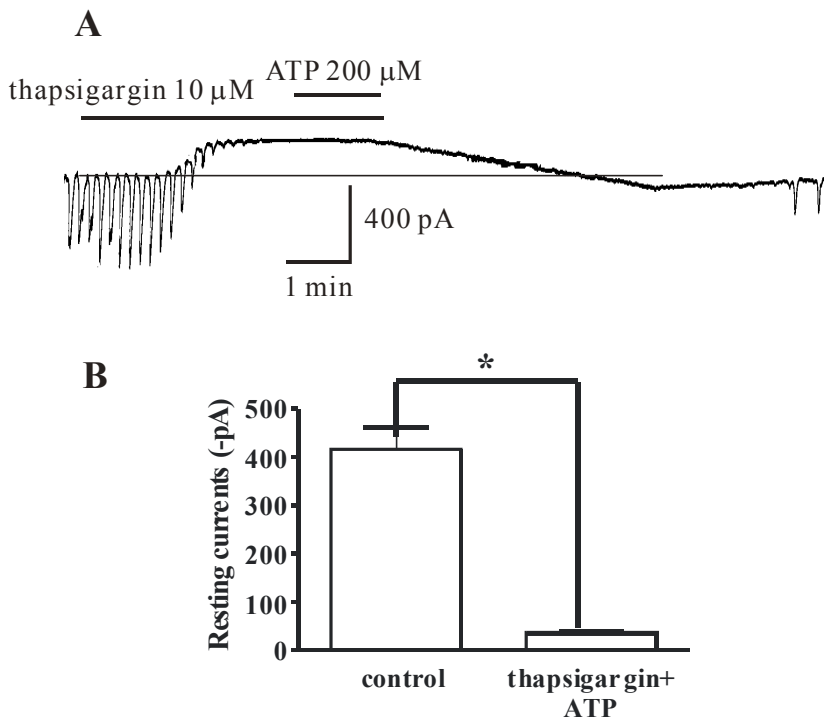 A
ATP 200 μM
thapsigargin 10 μM
400 pA
1 min
B
*
Resting currents (-pA)
500
400
300
200
100
0
control
thapsigargin+
ATP